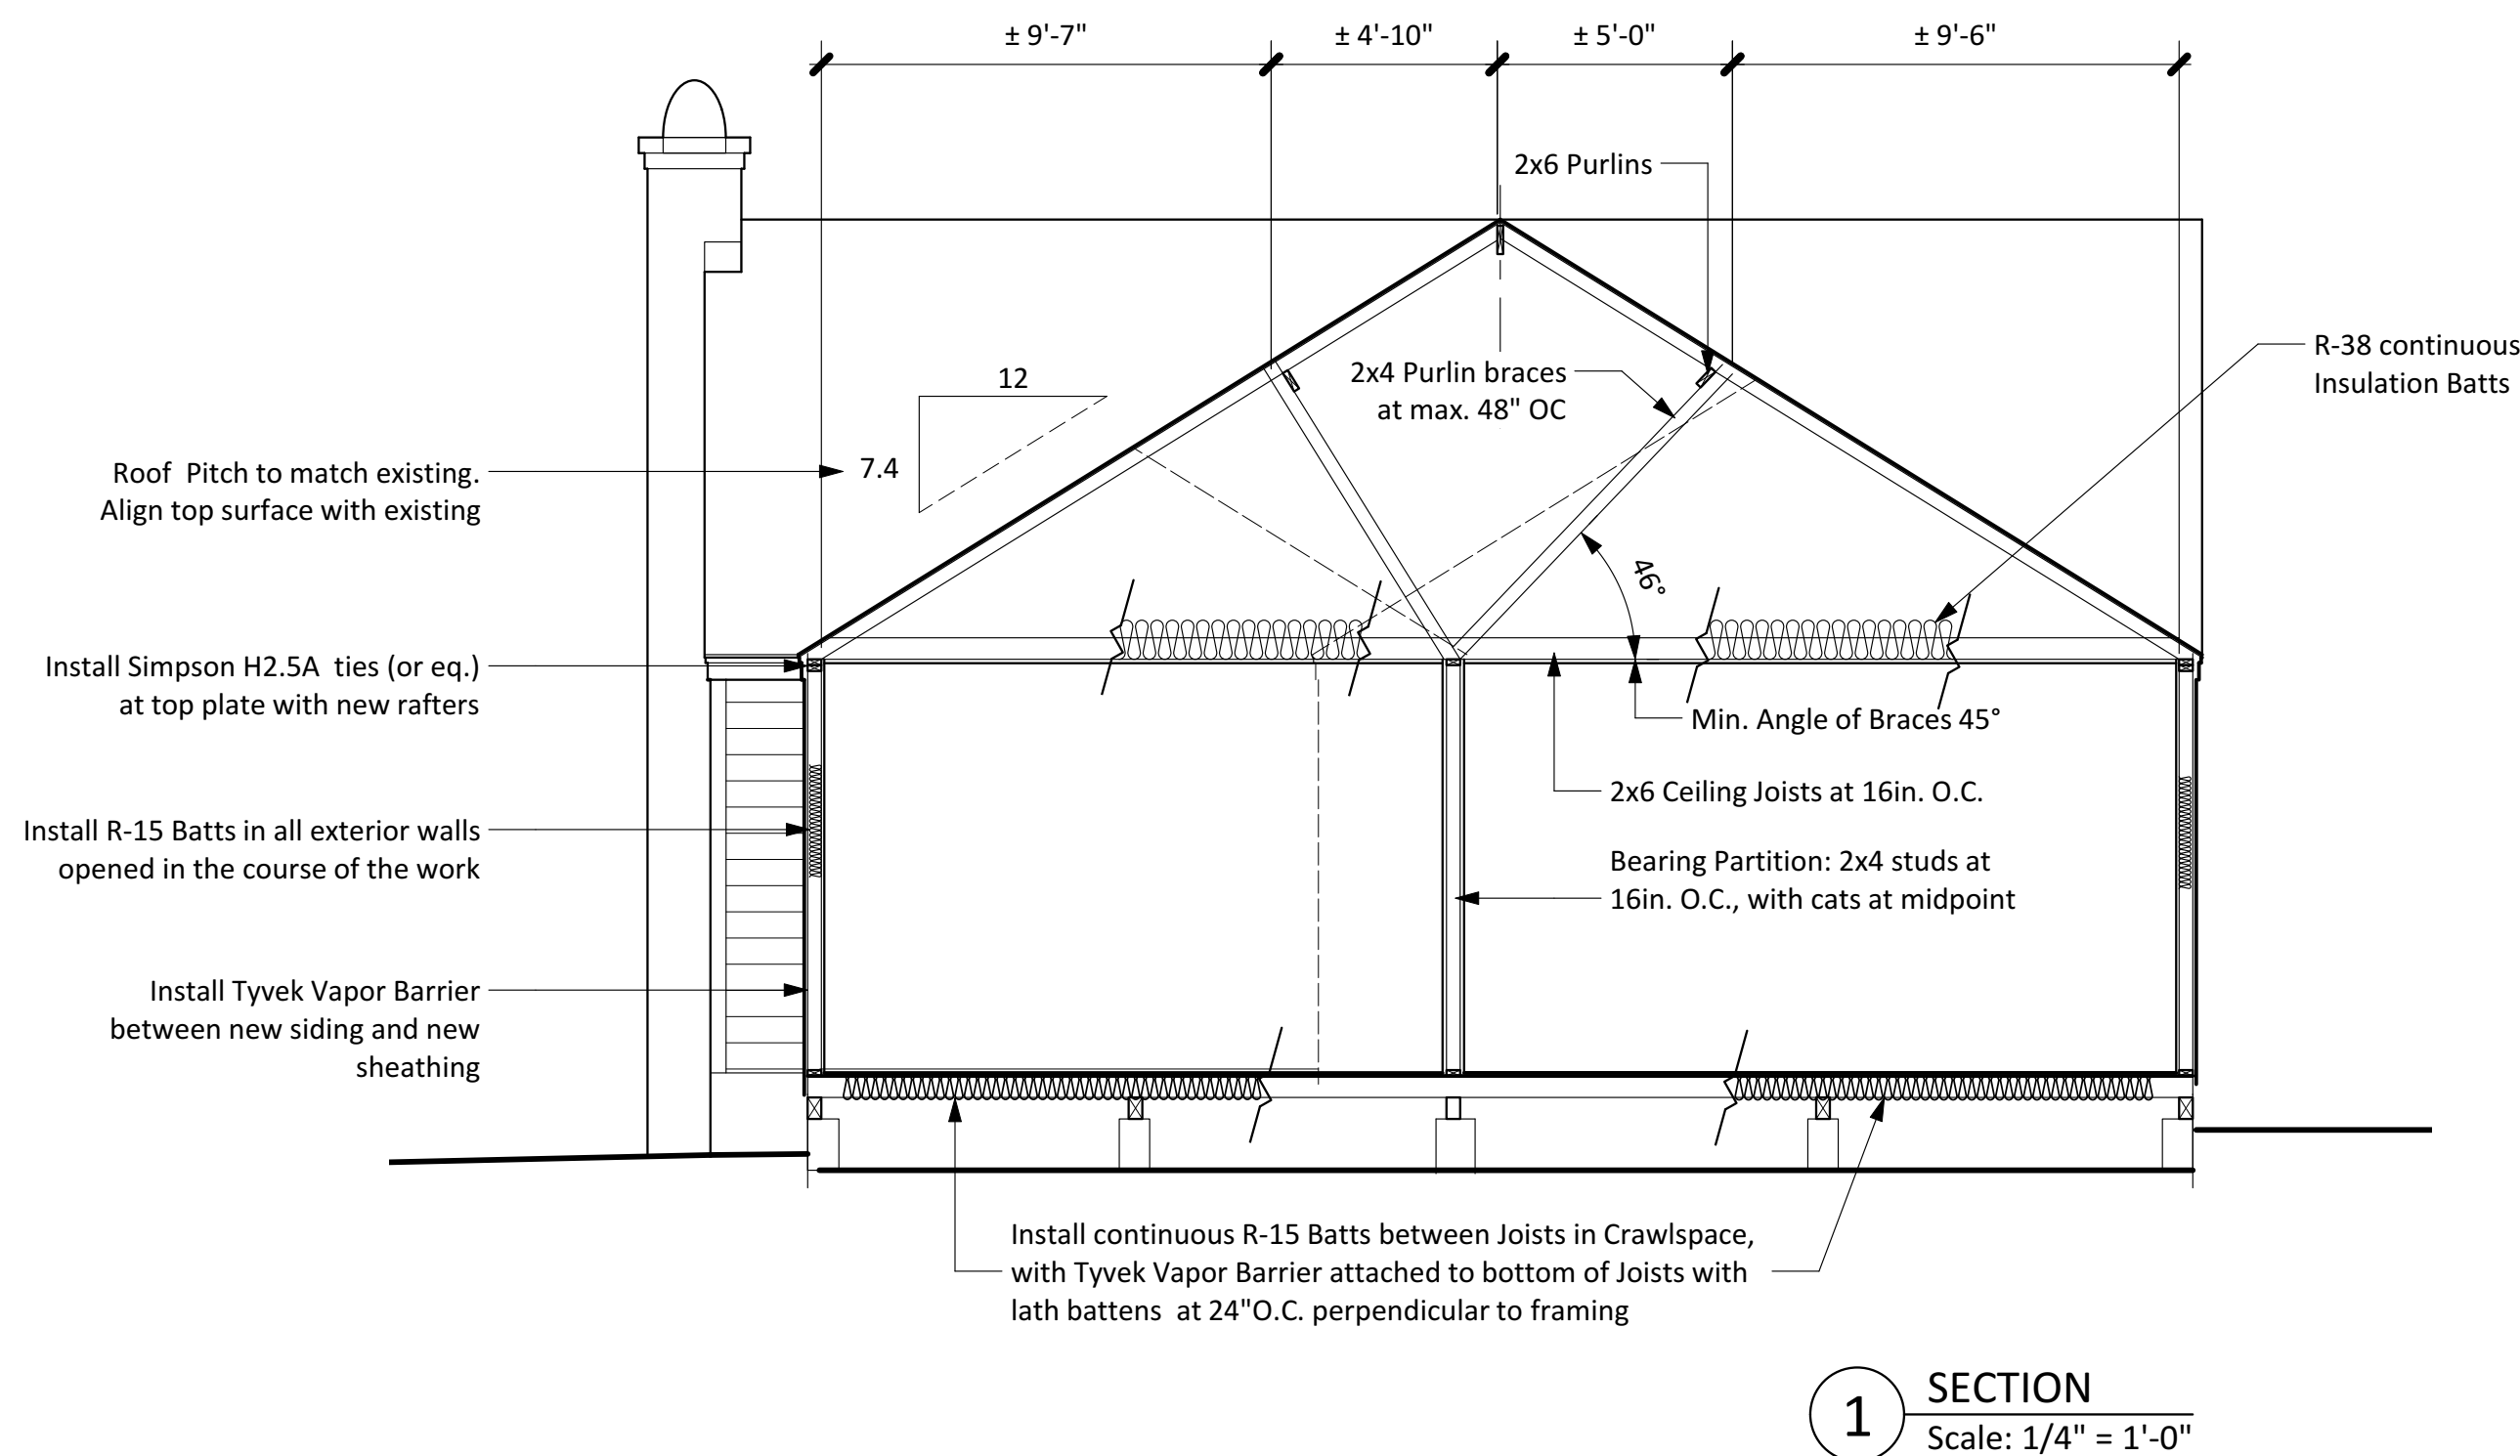 ± 9'-7"
± 4'-10"
± 5'-0"
± 9'-6"
2x6 Purlins
R-38 continuous
Insulation Batts
2x4 Purlin braces
at max. 48" OC
12
7.4
Roof  Pitch to match existing.
Align top surface with existing
46°
Install Simpson H2.5A  ties (or eq.)
at top plate with new rafters
Min. Angle of Braces 45°
2x6 Ceiling Joists at 16in. O.C.
Install R-15 Batts in all exterior walls
opened in the course of the work
Bearing Partition: 2x4 studs at
16in. O.C., with cats at midpoint
Install Tyvek Vapor Barrier
between new siding and new
sheathing
Install continuous R-15 Batts between Joists in Crawlspace,
with Tyvek Vapor Barrier attached to bottom of Joists with
lath battens  at 24"O.C. perpendicular to framing
1
SECTION
Scale: 1/4" = 1'-0"